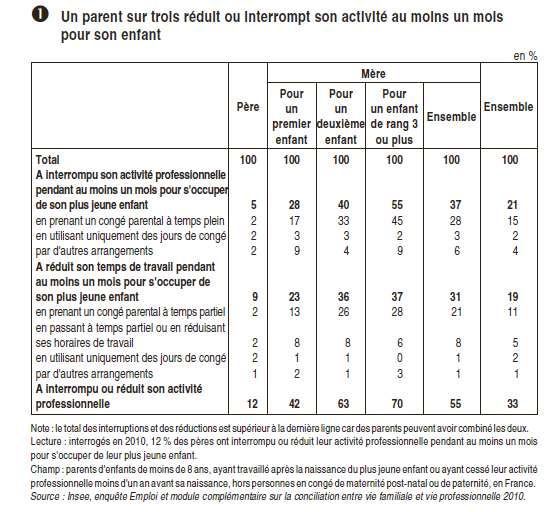 ❶ Un parent sur trois réduit ou interrompt son activité au moins un mois
pour son enfant
en %
Mère
Père Pour un premier enfant Pour un deuxième enfant Pour un enfant de rang 3 ou plus Ensemble Ensemble
Total 100 100 100 100 100 100
A interrompu son activité professionnelle
pendant au moins un mois pour s'occuper
de son plus jeune enfant 5 28 40 55 37 21
en prenant un congé parental à temps plein 2 17 33 45 28 15
en utilisant uniquement des jours de congé 2 3 3 2 3 2
par d'autres arrangements 2 9 4 9 6 4
A réduit son temps de travail pendant
au moins un mois pour s'occuper de
son plus jeune enfant 9 23 36 37 31 19
en prenant un congé parental à temps partiel 2 13 26 28 21 11
en passant à temps partiel ou en réduisant
ses horaires de travail 2 8 8 6 8 5
en utilisant uniquement des jours de congé 2 1 1 0 1 2
par d'autres arrangements 1 2 1 3 1 1
A interrompu ou réduit son activité
professionnelle 12 42 63 70 55 33
Note : le total des interruptions et des réductions est supérieur à la dernière ligne car des parents peuvent avoir combiné les deux.
Lecture : interrogés en 2010, 12 % des pères ont interrompu ou réduit leur activité professionnelle pendant au moins un mois
pour s'occuper de leur plus jeune enfant.
Champ : parents d'enfants de moins de 8 ans, ayant travaillé après la naissance du plus jeune enfant ou ayant cessé leur activité
professionnelle moins d'un an avant sa naissance, hors personnes en congé de maternité post-natal ou de paternité, en France.
Source : Insee, enquête Emploi et module complémentaire sur la conciliation entre vie familiale et vie professionnelle 2010.